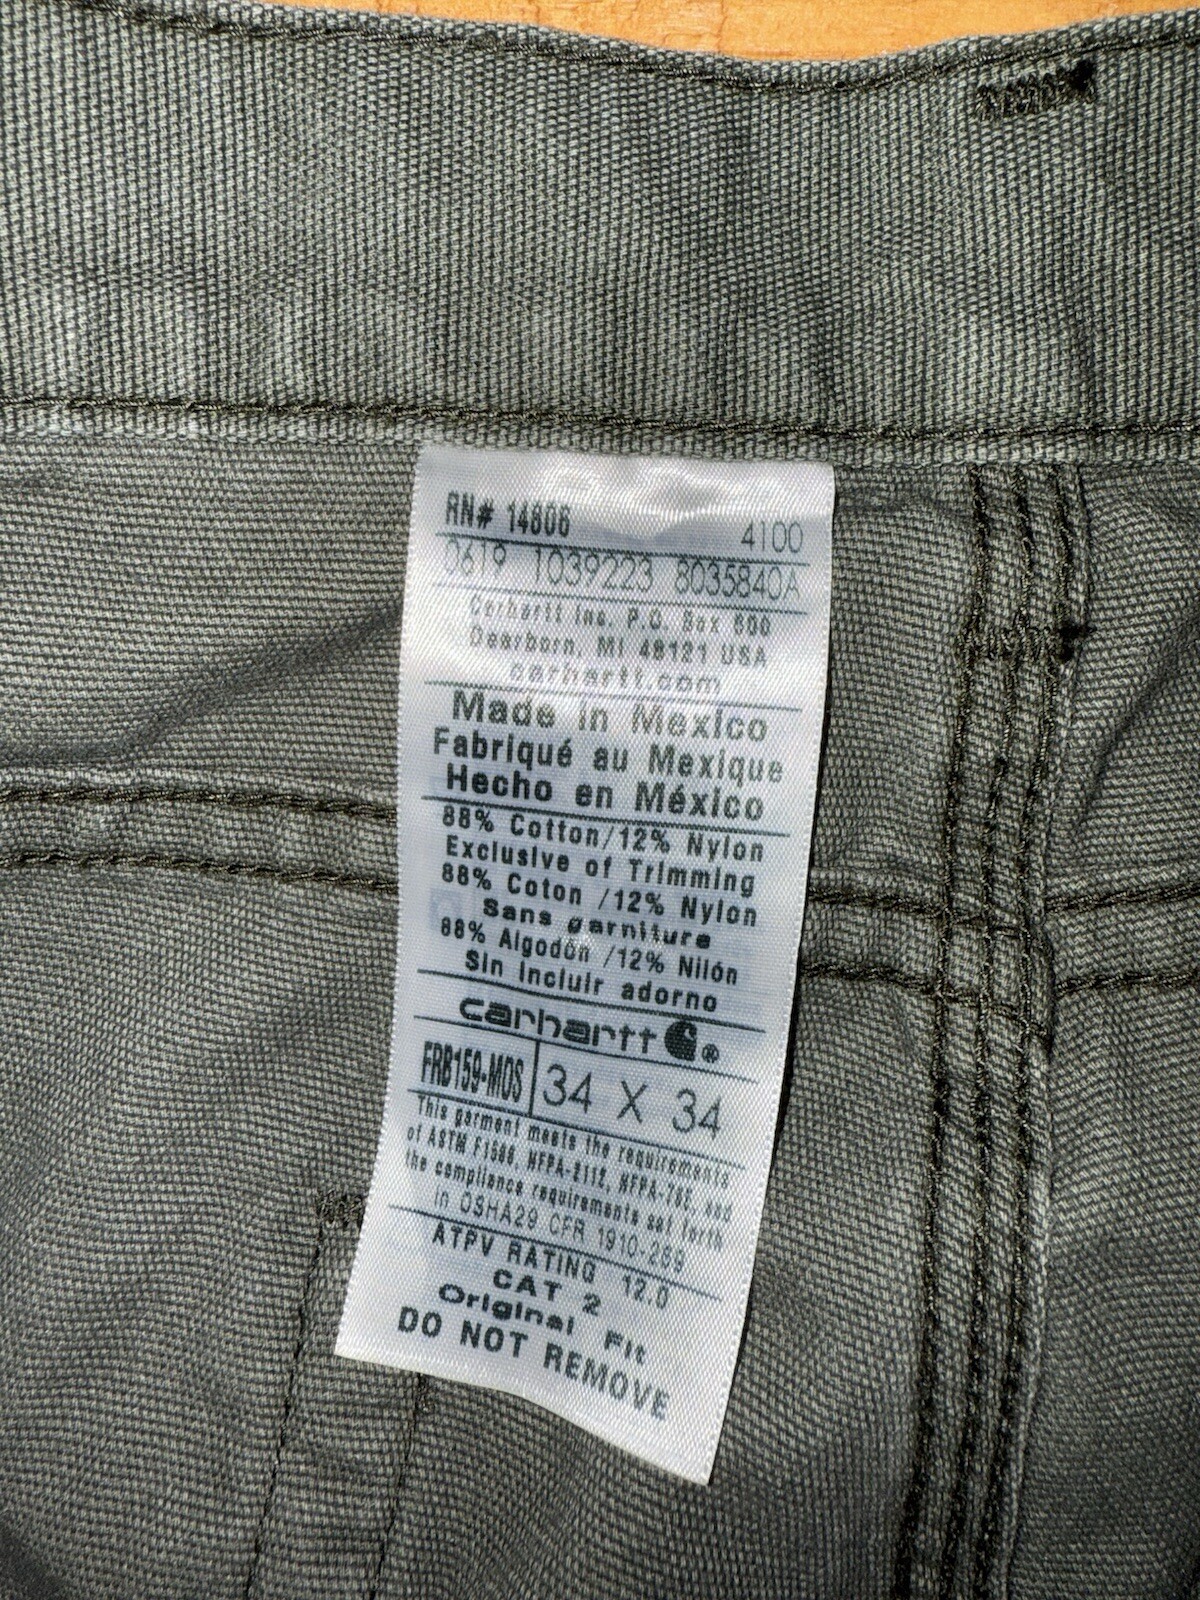 RN# 14806 4100
0619 1039223 8035840A
Carhartt Inc. P.O. Box 600
Dearborn, MI 48121 USA
carhartt.com
Made in Mexico
Fabriqué au Mexique
Hecho en México
88% Cotton/12% Nylon
Exclusive of Trimming
88% Coton /12% Nylon
Sans garniture
88% Algodón /12% Nilón
Sin incluir adorno
carhartt ®
FRB159-MOS 34 X 34
This garment meets the requirements
of ASTM F1506, NFPA-2112, NFPA-70E, and
the compliance requirements set forth
in OSHA29 CFR 1910-269
ATPV RATING 12.0
CAT 2
Original Fit
DO NOT REMOVE